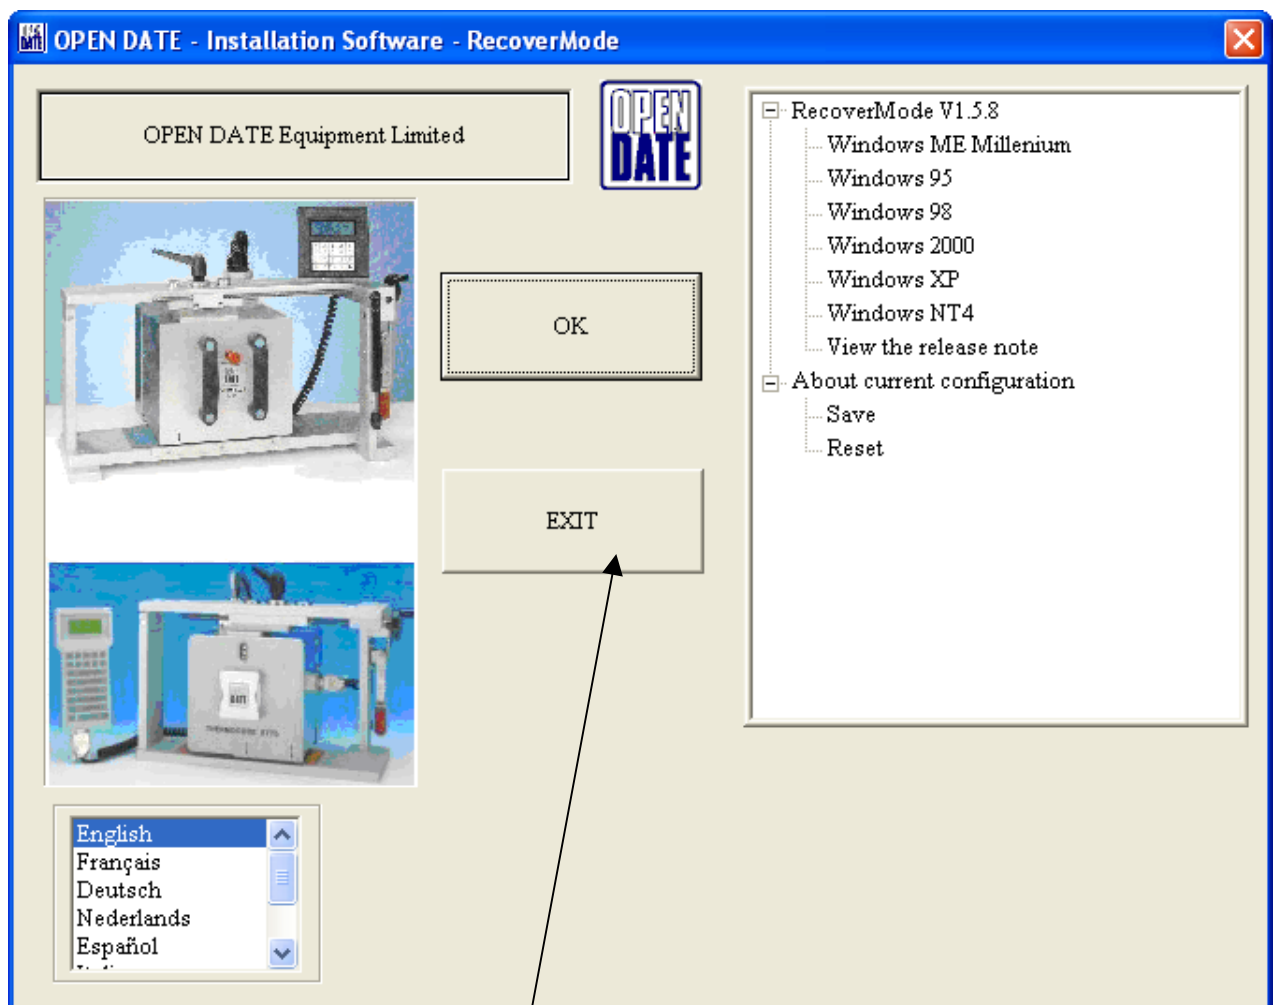 OPEN DATE - Installation Software - RecoverMode
OPEN DATE Equipment Limited
OPEN
DATE
OK
EXIT
RecoverMode V1.5.8
Windows ME Millenium
Windows 95
Windows 98
Windows 2000
Windows XP
Windows NT4
View the release note
About current configuration
Save
Reset
English
Français
Deutsch
Nederlands
Español